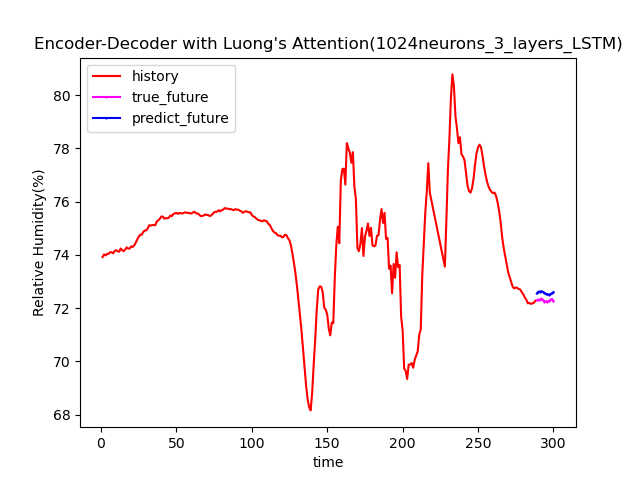 Encoder-Decoder with Luong's Attention(1024neurons_3_layers_LSTM)
history
true_future
predict_future
Relative Humidity(%)
80
78
76
74
72
70
68
0
50
100
150
200
250
300
time